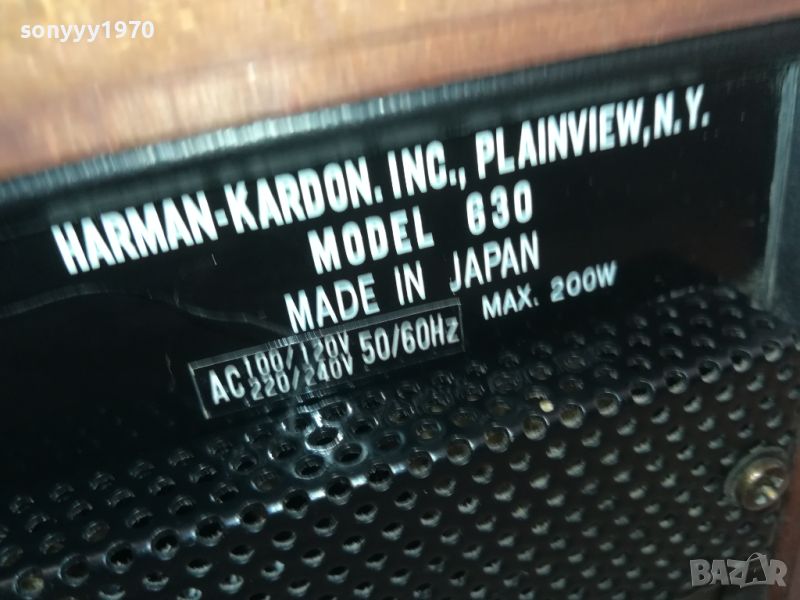 sonyyy1970
HARMAN-KARDON. INC., PLAINVIEW, N.Y.
MODEL 630
MADE IN JAPAN
MAX. 200W
AC 100/120V 50/60Hz
220/240V
BAZAR